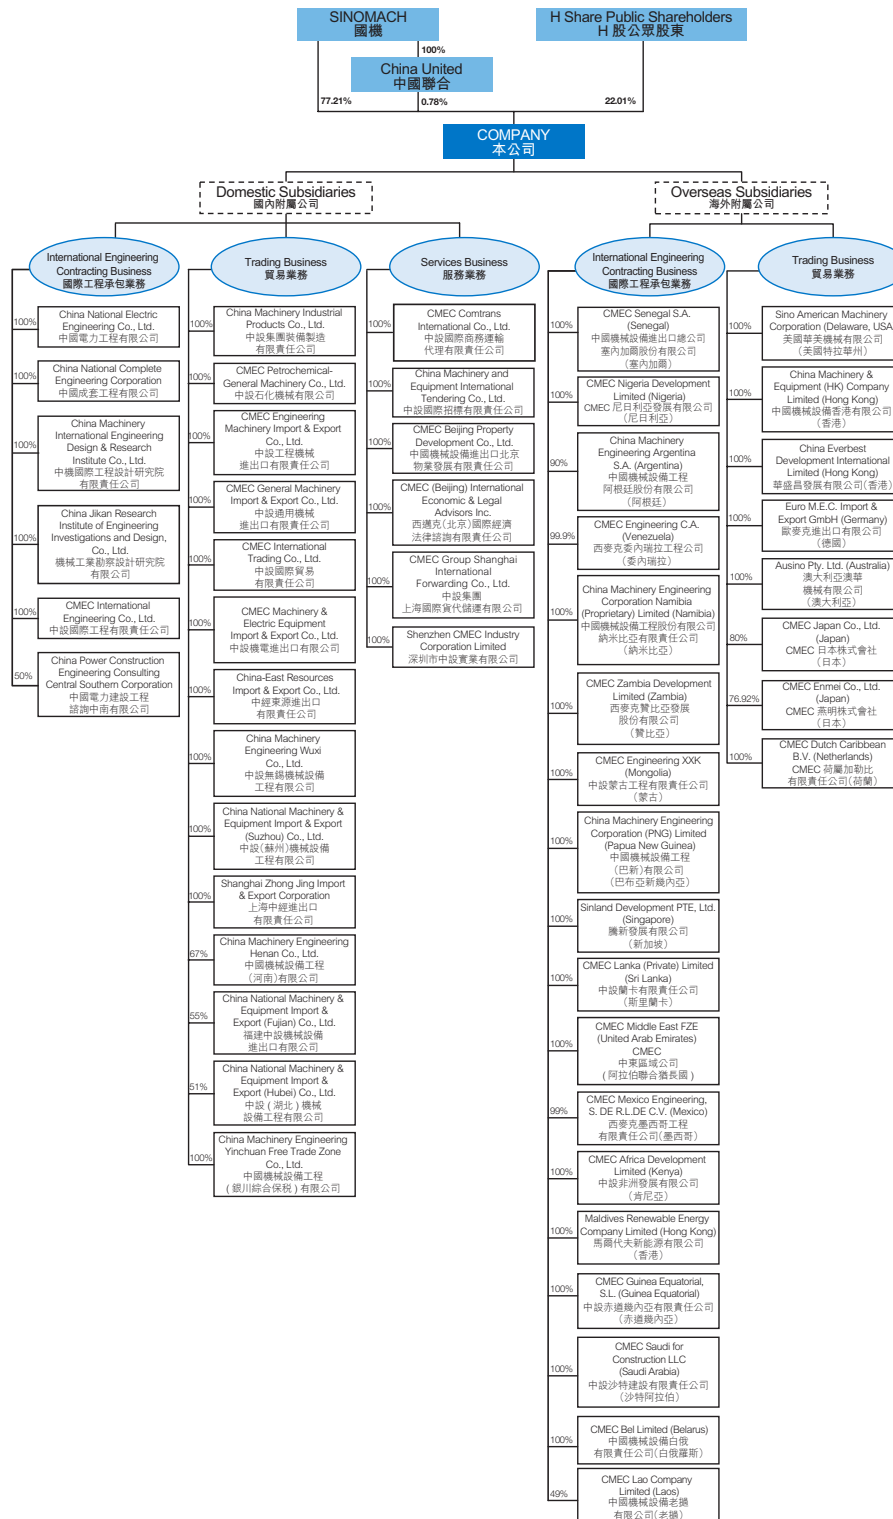 SINOMACH
國機
H Share Public Shareholders
H 股公眾股東
100%
China United
中國聯合
77.21%
0.78%
22.01%
COMPANY
本公司
Domestic Subsidiaries
國內附屬公司
Overseas Subsidiaries
海外附屬公司
International Engineering
Contracting Business
國際工程承包業務
Trading Business
貿易業務
Services Business
服務業務
International Engineering
Contracting Business
國際工程承包業務
Trading Business
貿易業務
100%
China National Electric
Engineering Co., Ltd.
中國電力工程有限公司
100%
China National Complete
Engineering Corporation
中國成套工程有限公司
100%
China Machinery
International Engineering
Design & Research
Institute Co., Ltd.
中機國際工程設計研究院
有限責任公司
100%
China Jikan Research
Institute of Engineering
Investigations and Design,
Co., Ltd.
機械工業勘察設計研究院
有限公司
100%
CMEC International
Engineering Co., Ltd.
中設國際工程有限責任公司
50%
China Power Construction
Engineering Consulting
Central Southern Corporation
中國電力建設工程
諮詢中南有限公司
100%
China Machinery Industrial
Products Co., Ltd.
中設集團裝備製造
有限責任公司
100%
CMEC Petrochemical-
General Machinery Co., Ltd.
中設石化機械有限公司
100%
CMEC Engineering
Machinery Import & Export
Co., Ltd.
中設工程機械
進出口有限責任公司
100%
CMEC General Machinery
Import & Export Co., Ltd.
中設通用機械
進出口有限責任公司
100%
CMEC International
Trading Co., Ltd.
中設國際貿易
有限責任公司
100%
CMEC Machinery &
Electric Equipment
Import & Export Co., Ltd.
中設機電進出口有限公司
100%
China-East Resources
Import & Export Co., Ltd.
中經東源進出口
有限責任公司
100%
China Machinery
Engineering Wuxi
Co., Ltd.
中設無錫機械設備
工程有限公司
100%
China National Machinery &
Equipment Import & Export
(Suzhou) Co., Ltd.
中設(蘇州)機械設備
工程有限公司
100%
Shanghai Zhong Jing Import
& Export Corporation
上海中經進出口
有限責任公司
67%
China Machinery Engineering
Henan Co., Ltd.
中國機械設備工程
(河南)有限公司
55%
China National Machinery &
Equipment Import &
Export (Fujian) Co., Ltd.
福建中設機械設備
進出口有限公司
51%
China National Machinery &
Equipment Import &
Export (Hubei) Co., Ltd.
中設 ( 湖北 ) 機械
設備工程有限公司
100%
China Machinery Engineering
Yinchuan Free Trade Zone
Co., Ltd.
中國機械設備工程
( 銀川綜合保稅 ) 有限公司
100%
CMEC Comtrans
International Co., Ltd.
中設國際商務運輸
代理有限責任公司
100%
China Machinery and
Equipment International
Tendering Co., Ltd.
中設國際招標有限責任公司
100%
CMEC Beijing Property
Development Co., Ltd.
中國機械設備進出口北京
物業發展有限責任公司
100%
CMEC (Beijing) International
Economic & Legal
Advisors Inc.
西邁克(北京)國際經濟
法律諮詢有限責任公司
100%
CMEC Group Shanghai
International
Forwarding Co., Ltd.
中設集團
上海國際貨代儲運有限公司
100%
Shenzhen CMEC Industry
Corporation Limited
深圳市中設實業有限公司
100%
CMEC Senegal S.A.
(Senegal)
中國機械設備進出口總公司
塞內加爾股份有限公司
(塞內加爾)
100%
CMEC Nigeria Development
Limited (Nigeria)
CMEC 尼日利亞發展有限公司
(尼日利亞)
90%
China Machinery
Engineering Argentina
S.A. (Argentina)
中國機械設備工程
阿根廷股份有限公司
(阿根廷)
99.9%
CMEC Engineering C.A.
(Venezuela)
西麥克委內瑞拉工程公司
(委內瑞拉)
100%
China Machinery Engineering
Corporation Namibia
(Proprietary) Limited (Namibia)
中國機械設備工程股份有限公司
納米比亞有限責任公司
(納米比亞)
100%
CMEC Zambia Development
Limited (Zambia)
西麥克贊比亞發展
股份有限公司
(贊比亞)
100%
CMEC Engineering XXK
(Mongolia)
中設蒙古工程有限責任公司
(蒙古)
100%
China Machinery Engineering
Corporation (PNG) Limited
(Papua New Guinea)
中國機械設備工程
(巴新)有限公司
(巴布亞新幾內亞)
100%
Sinland Development PTE, Ltd.
(Singapore)
騰新發展有限公司
(新加坡)
100%
CMEC Lanka (Private) Limited
(Sri Lanka)
中設蘭卡有限責任公司
(斯里蘭卡)
100%
CMEC Middle East FZE
(United Arab Emirates)
CMEC
中東區域公司
( 阿拉伯聯合酋長國 )
99%
CMEC Mexico Engineering,
S. DE R.L.DE C.V. (Mexico)
西麥克墨西哥工程
有限責任公司(墨西哥)
100%
CMEC Africa Development
Limited (Kenya)
中設非洲發展有限公司
(肯尼亞)
100%
Maldives Renewable Energy
Company Limited (Hong Kong)
馬爾代夫新能源有限公司
(香港)
100%
CMEC Guinea Equatorial,
S.L. (Guinea Equatorial)
中設赤道幾內亞有限責任公司
(赤道幾內亞)
100%
CMEC Saudi for
Construction LLC
(Saudi Arabia)
中設沙特建設有限責任公司
(沙特阿拉伯)
100%
CMEC Bel Limited (Belarus)
中國機械設備白俄
有限責任公司(白俄羅斯)
49%
CMEC Lao Company
Limited (Laos)
中國機械設備老撾
有限公司(老撾)
100%
Sino American Machinery
Corporation (Delaware, USA
美國華美機械有限公司
(美國特拉華州)
100%
China Machinery &
Equipment (HK) Company
Limited (Hong Kong)
中國機械設備香港有限公司
(香港)
100%
China Everbest
Development International
Limited (Hong Kong)
華盛昌發展有限公司(香港)
100%
Euro M.E.C. Import &
Export GmbH (Germany)
歐麥克進出口有限公司
(德國)
100%
Ausino Pty. Ltd. (Australia)
澳大利亞澳華
機械有限公司
(澳大利亞)
80%
CMEC Japan Co., Ltd.
(Japan)
CMEC 日本株式會社
(日本)
76.92%
CMEC Enmei Co., Ltd.
(Japan)
CMEC 燕明株式會社
(日本)
100%
CMEC Dutch Caribbean
B.V. (Netherlands)
CMEC 荷屬加勒比
有限責任公司(荷蘭)